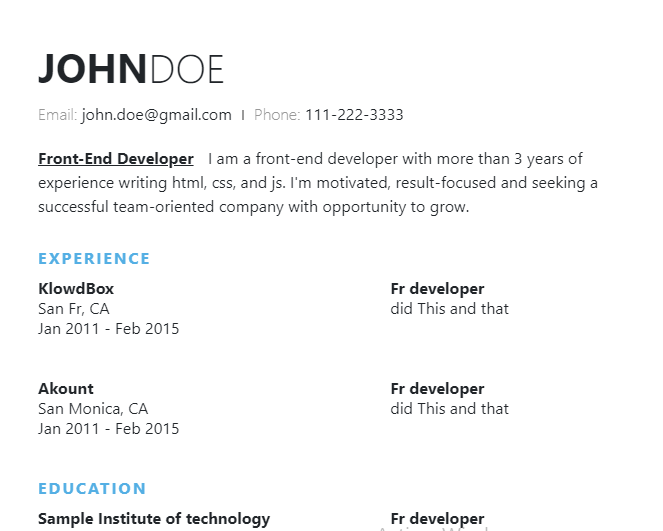 JOHNDOE
Email: john.doe@gmail.com I Phone: 111-222-3333
Front-End Developer I am a front-end developer with more than 3 years of
experience writing html, css, and js. I'm motivated, result-focused and seeking a
successful team-oriented company with opportunity to grow.
EXPERIENCE
KlowdBox Fr developer
San Fr, CA did This and that
Jan 2011 - Feb 2015
Akount Fr developer
San Monica, CA did This and that
Jan 2011 - Feb 2015
EDUCATION
Sample Institute of technology Fr developer